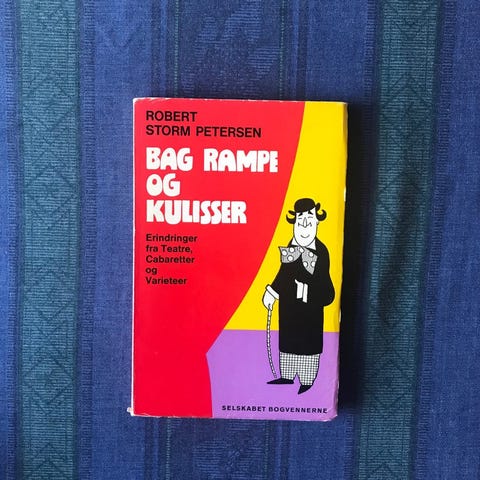 ROBERT
STORM PETERSEN
BAG RAMPE
OG
KULISSER
Erindringer
fra Teatre,
Cabaretter
og
Varieteer
SELSKABET BOGVENNERNE